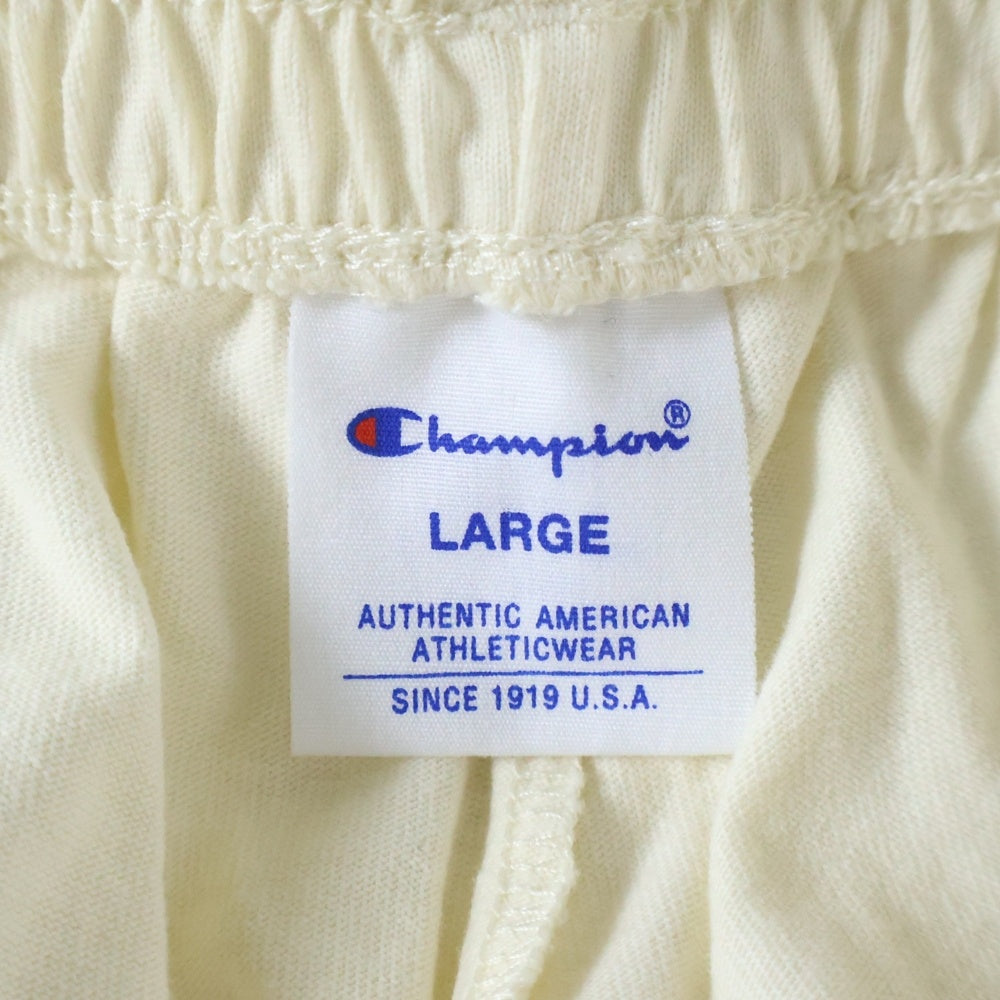 Champion®
LARGE
AUTHENTIC AMERICAN
ATHLETICWEAR
SINCE 1919 U.S.A.